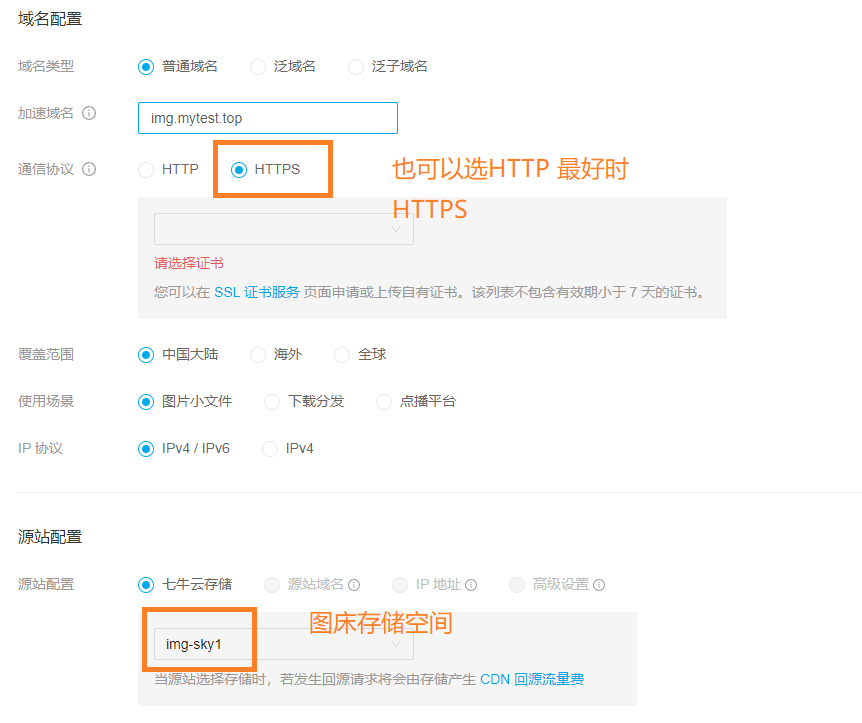 域名配置
域名类型 普通域名 泛域名 泛子域名
加速域名 img.mytest.top
通信协议 HTTP HTTPS 也可以选HTTP 最好时
HTTPS
请选择证书
您可以在 SSL 证书服务 页面申请或上传自有证书。该列表不包含有效期小于 7 天的证书。
覆盖范围 中国大陆 海外 全球
使用场景 图片小文件 下载分发 点播平台
IP 协议 IPv4 / IPv6 IPv4
源站配置
源站配置 七牛云存储 源站域名 IP 地址 高级设置
图床存储空间
img-sky1
当源站选择存储时，若发生回源请求将会由存储产生 CDN 回源流量费